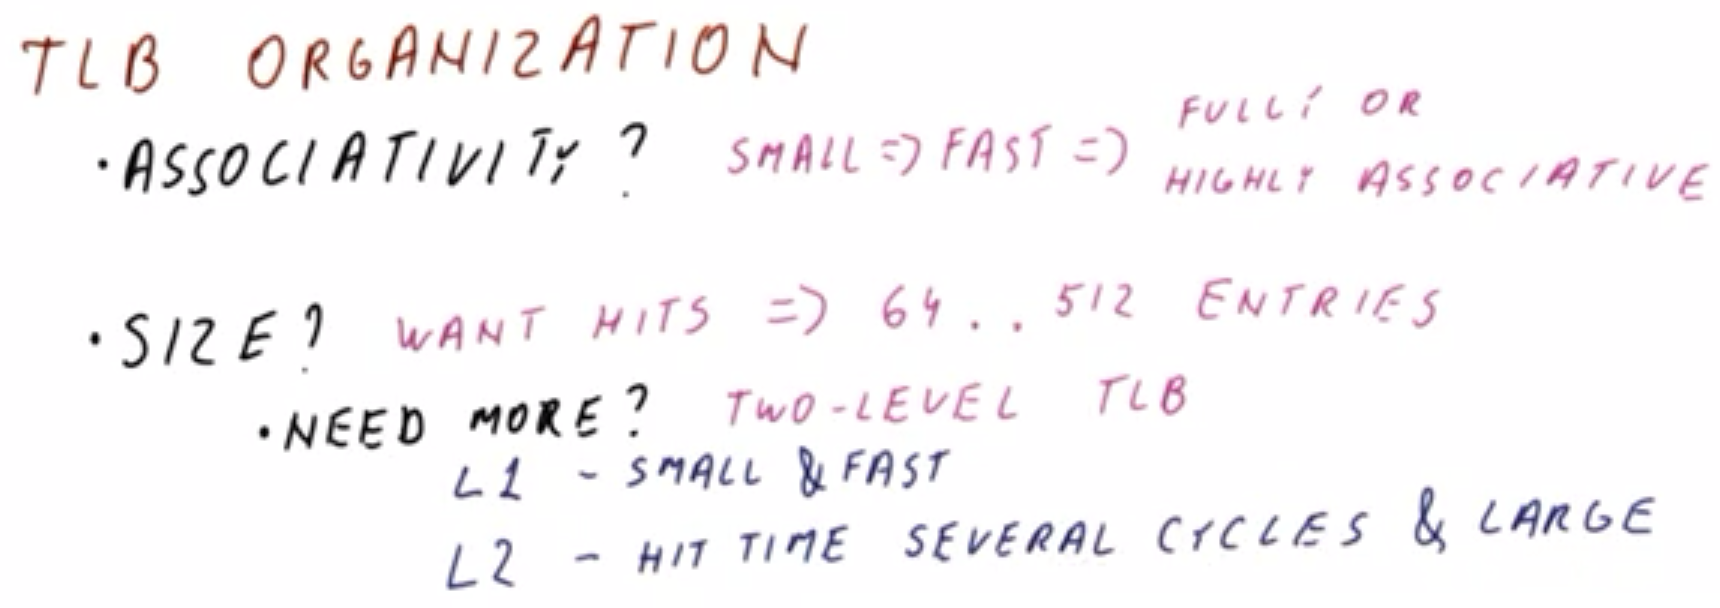 TLB ORGANIZATION
• ASSOCIATIVITY? SMALL => FAST => FULLY OR HIGHLY ASSOCIATIVE
• SIZE? WANT HITS => 64..512 ENTRIES
• NEED MORE? TWO-LEVEL TLB
L1 - SMALL & FAST
L2 - HIT TIME SEVERAL CYCLES & LARGE